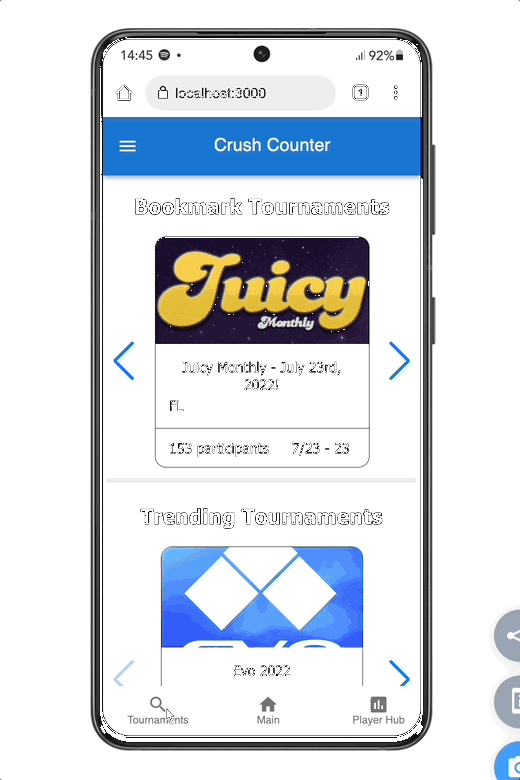 14:45
92%
localhost:3000
Crush Counter
Bookmark Tournaments
Juicy
Monthly
Juicy Monthly - July 23rd,
2022!
FL
153 participants 7/23 - 23
Trending Tournaments
EVO
Evo 2022
Tournaments Main Player Hub